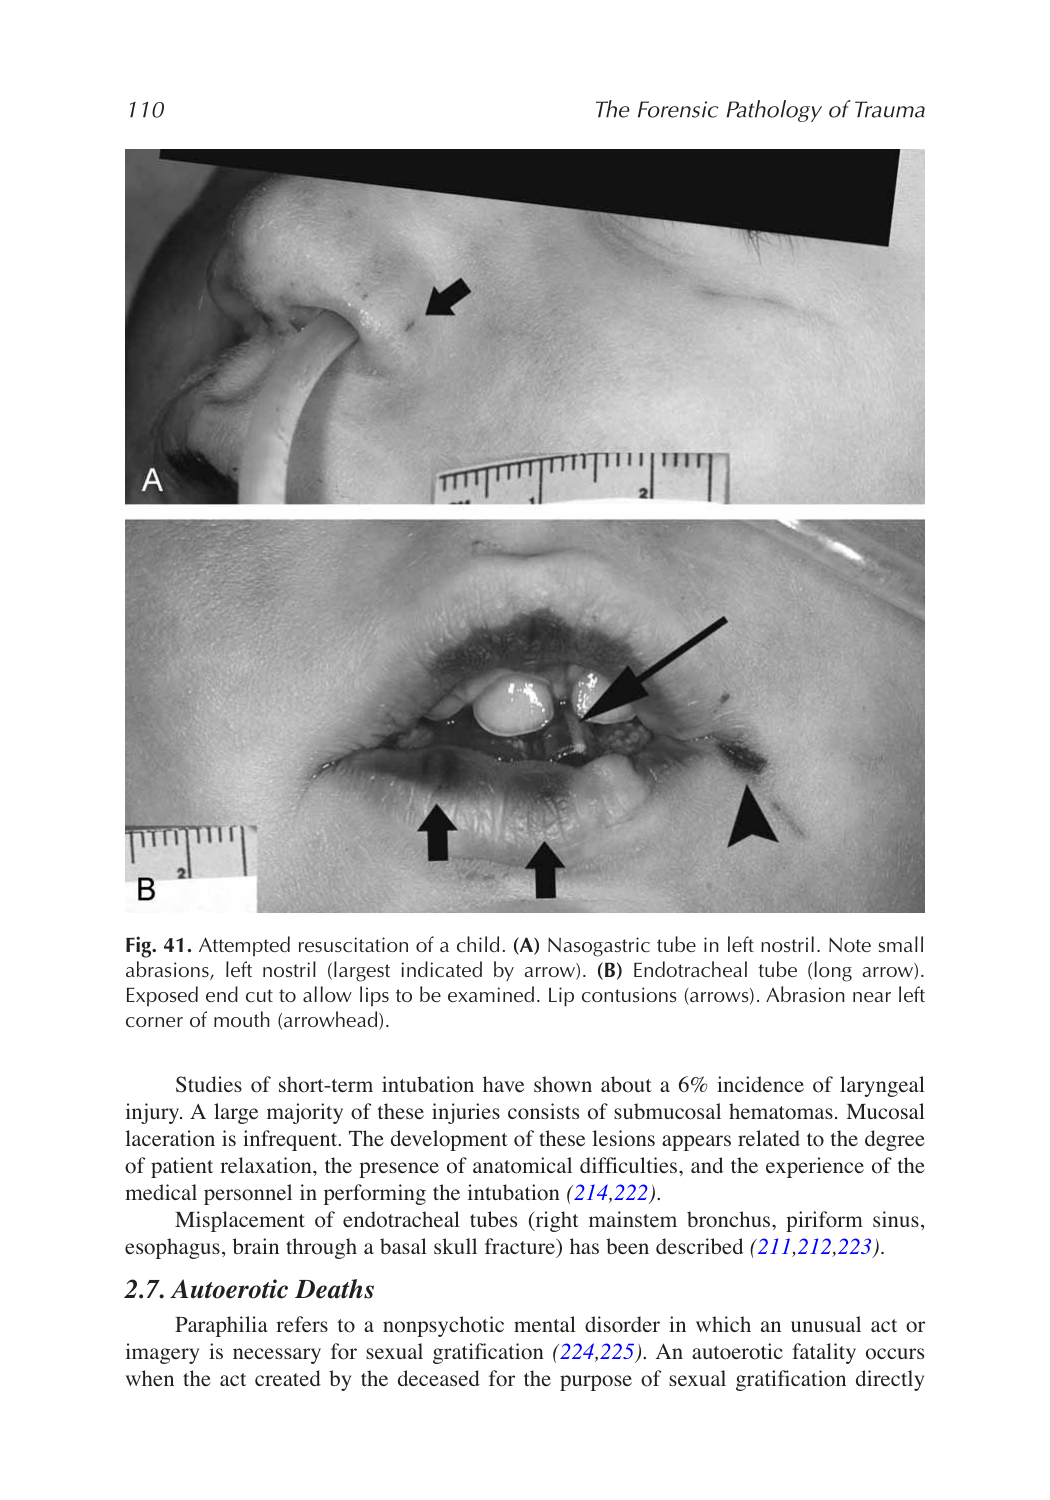 110
The Forensic Pathology of Trauma
A
1
2
B
2
Fig. 41. Attempted resuscitation of a child. (A) Nasogastric tube in left nostril. Note small
abrasions, left nostril (largest indicated by arrow). (B) Endotracheal tube (long arrow).
Exposed end cut to allow lips to be examined. Lip contusions (arrows). Abrasion near left
corner of mouth (arrowhead).
Studies of short-term intubation have shown about a 6% incidence of laryngeal
injury. A large majority of these injuries consists of submucosal hematomas. Mucosal
laceration is infrequent. The development of these lesions appears related to the degree
of patient relaxation, the presence of anatomical difficulties, and the experience of the
medical personnel in performing the intubation (214,222).
Misplacement of endotracheal tubes (right mainstem bronchus, piriform sinus,
esophagus, brain through a basal skull fracture) has been described (211,212,223).
2.7. Autoerotic Deaths
Paraphilia refers to a nonpsychotic mental disorder in which an unusual act or
imagery is necessary for sexual gratification (224,225). An autoerotic fatality occurs
when the act created by the deceased for the purpose of sexual gratification directly